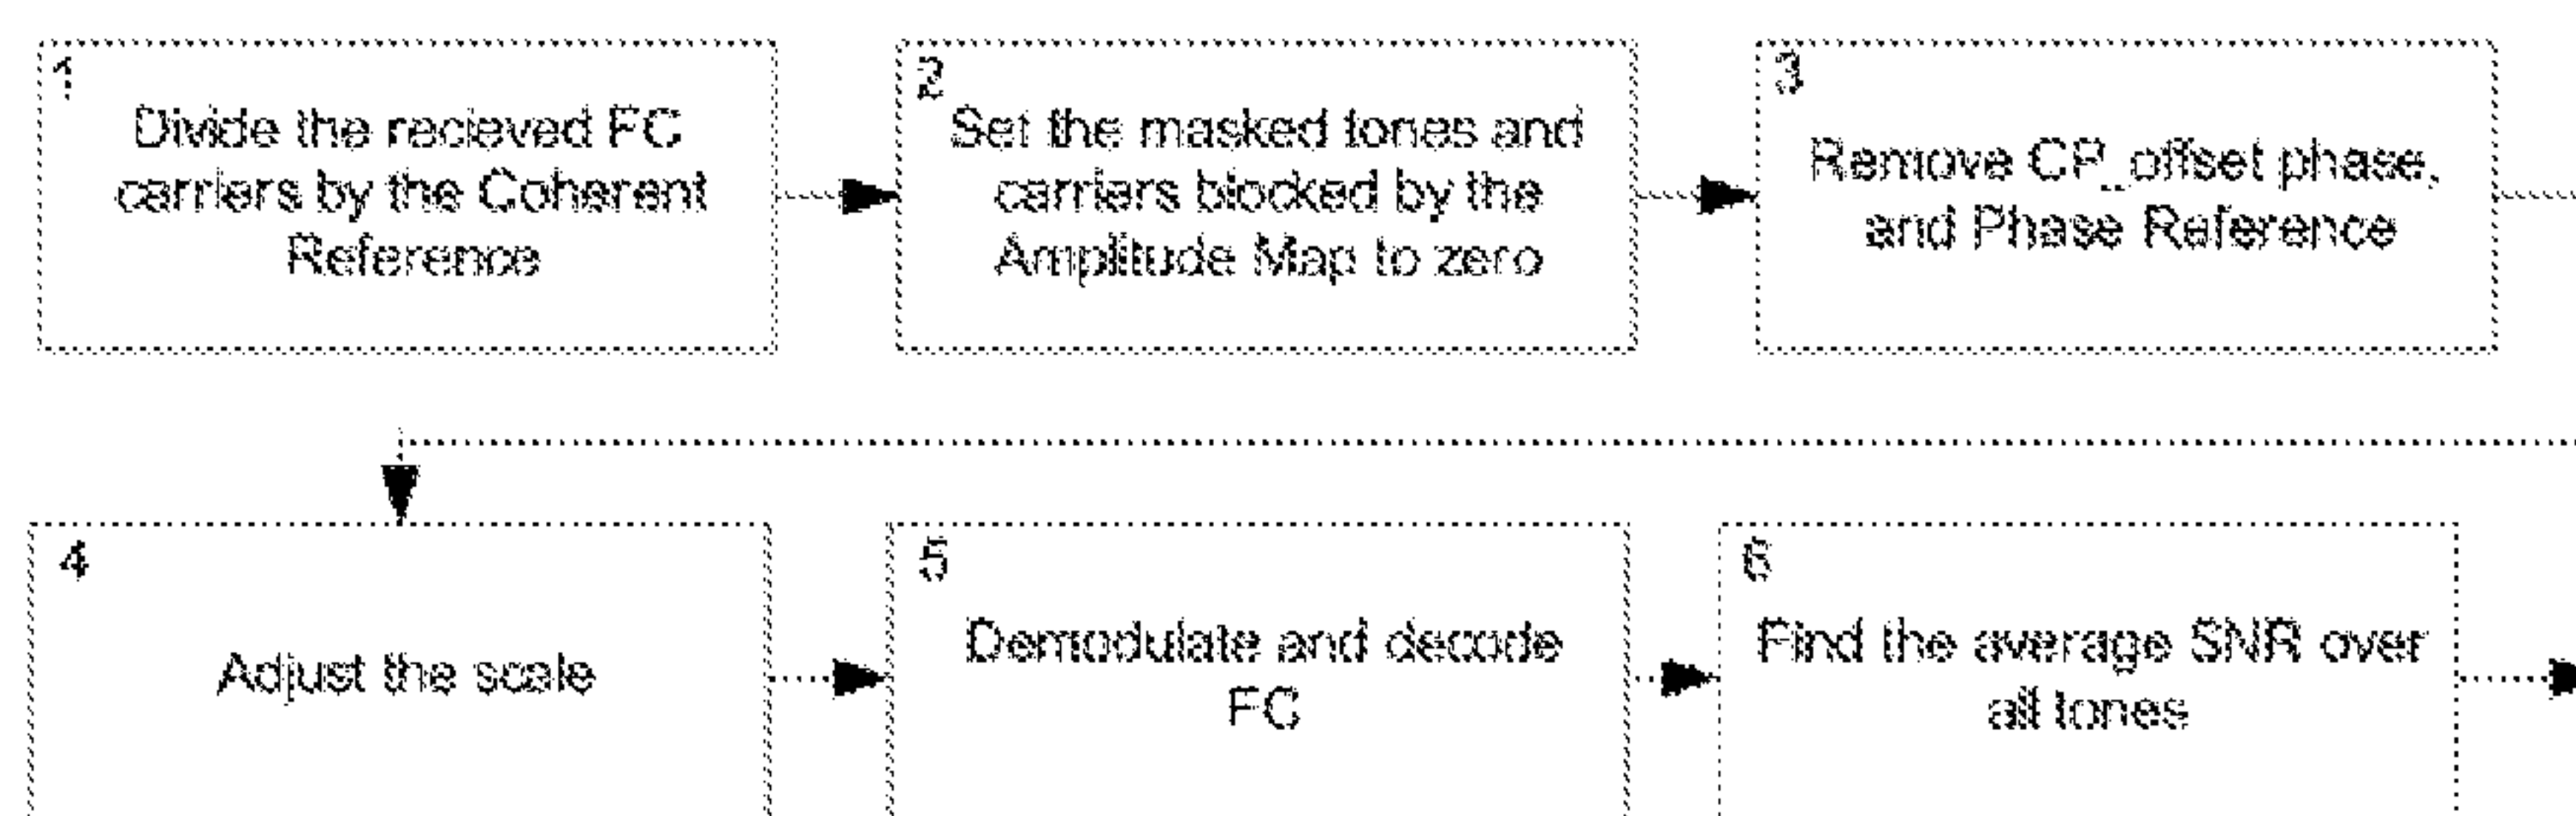 1
Divide the recieved FC
carriers by the Coherent
Reference
2
Set the masked tones and
carriers blocked by the
Amplitude Map to zero
3
Remove CP_offset phase,
and Phase Reference
4
Adjust the scale
5
Demodulate and decode
FC
6
Find the average SNR over
all tones